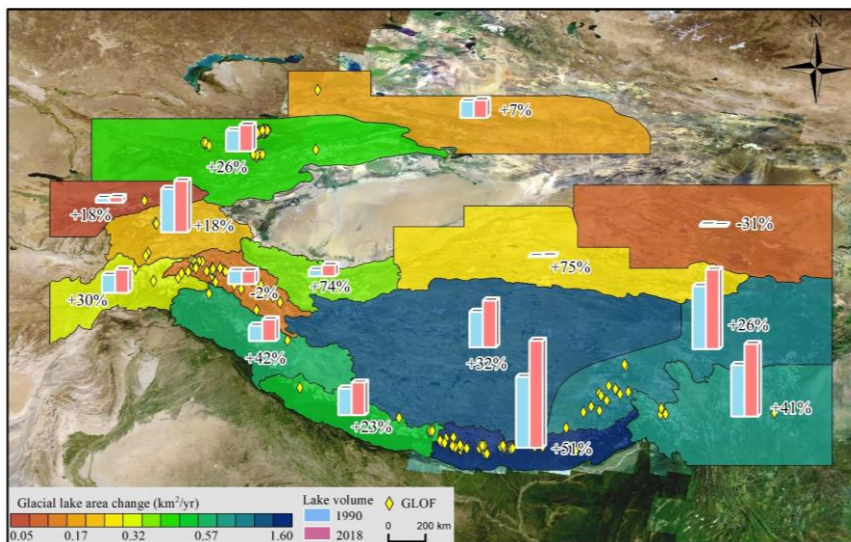 N
+7%
+26%
+18%
+18%
-31%
+75%
+30%
-2%
+74%
+26%
+42%
+32%
+23%
+41%
+51%
Glacial lake area change (km²/yr)
0.05 0.17 0.32 0.57 1.60
Lake volume
1990
2018
GLOF
0 200 km